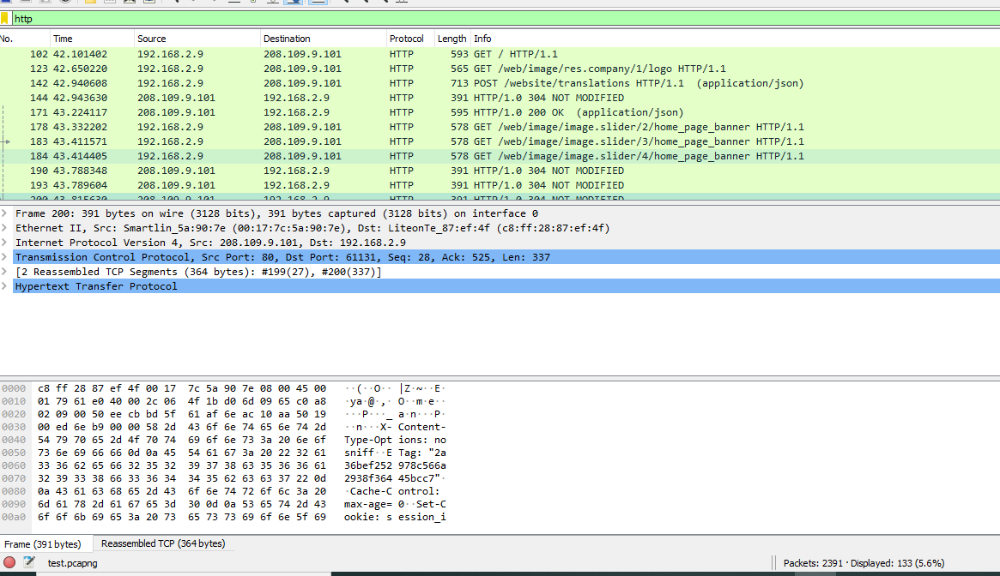 http
No. Time Source Destination Protocol Length Info
102 42.101402 192.168.2.9 208.109.9.101 HTTP 593 GET / HTTP/1.1
123 42.650220 192.168.2.9 208.109.9.101 HTTP 565 GET /web/image/res.company/1/logo HTTP/1.1
142 42.940608 192.168.2.9 208.109.9.101 HTTP 713 POST /website/translations HTTP/1.1 (application/json)
144 42.943630 208.109.9.101 192.168.2.9 HTTP 391 HTTP/1.0 304 NOT MODIFIED
171 43.224117 208.109.9.101 192.168.2.9 HTTP 595 HTTP/1.0 200 OK (application/json)
178 43.332202 192.168.2.9 208.109.9.101 HTTP 578 GET /web/image/image.slider/2/home_page_banner HTTP/1.1
183 43.411571 192.168.2.9 208.109.9.101 HTTP 578 GET /web/image/image.slider/3/home_page_banner HTTP/1.1
184 43.414405 192.168.2.9 208.109.9.101 HTTP 578 GET /web/image/image.slider/4/home_page_banner HTTP/1.1
190 43.788348 208.109.9.101 192.168.2.9 HTTP 391 HTTP/1.0 304 NOT MODIFIED
193 43.789604 208.109.9.101 192.168.2.9 HTTP 391 HTTP/1.0 304 NOT MODIFIED
200 43.815630 208.109.9.101 192.168.2.9 HTTP 391 HTTP/1.0 304 NOT MODIFIED
Frame 200: 391 bytes on wire (3128 bits), 391 bytes captured (3128 bits) on interface 0
Ethernet II, Src: Smartlin_5a:90:7e (00:17:7c:5a:90:7e), Dst: LiteonTe_87:ef:4f (c8:ff:28:87:ef:4f)
Internet Protocol Version 4, Src: 208.109.9.101, Dst: 192.168.2.9
Transmission Control Protocol, Src Port: 80, Dst Port: 61131, Seq: 28, Ack: 525, Len: 337
[2 Reassembled TCP Segments (364 bytes): #199(27), #200(337)]
Hypertext Transfer Protocol
0000 c8 ff 28 87 ef 4f 00 17 7c 5a 90 7e 08 00 45 00 ··(··O·· |Z·~··E·
0010 01 79 61 e0 40 00 2c 06 4f 1b d0 6d 09 65 c0 a8 ·ya·@·,· O··m·e··
0020 02 09 00 50 ee cb bd 5f 61 af 6e ac 10 aa 50 19 ···P···_ a·n···P·
0030 00 ed 6e b9 00 00 58 2d 43 6f 6e 74 65 6e 74 2d ··n···X- Content-
0040 54 79 70 65 2d 4f 70 74 69 6f 6e 73 3a 20 6e 6f Type-Opt ions: no
0050 73 6e 69 66 66 0d 0a 45 54 61 67 3a 20 22 32 61 sniff··E Tag: "2a
0060 33 36 62 65 66 32 35 32 39 37 38 63 35 36 36 61 36bef252 978c566a
0070 32 39 33 38 66 33 36 34 34 35 62 63 63 37 22 0d 2938f364 45bcc7"·
0080 0a 43 61 63 68 65 2d 43 6f 6e 74 72 6f 6c 3a 20 ·Cache-C ontrol: 
0090 6d 61 78 2d 61 67 65 3d 30 0d 0a 53 65 74 2d 43 max-age= 0··Set-C
00a0 6f 6f 6b 69 65 3a 20 73 65 73 73 69 6f 6e 5f 69 ookie: s ession_i
Frame (391 bytes) Reassembled TCP (364 bytes)
test.pcapng Packets: 2391 · Displayed: 133 (5.6%)